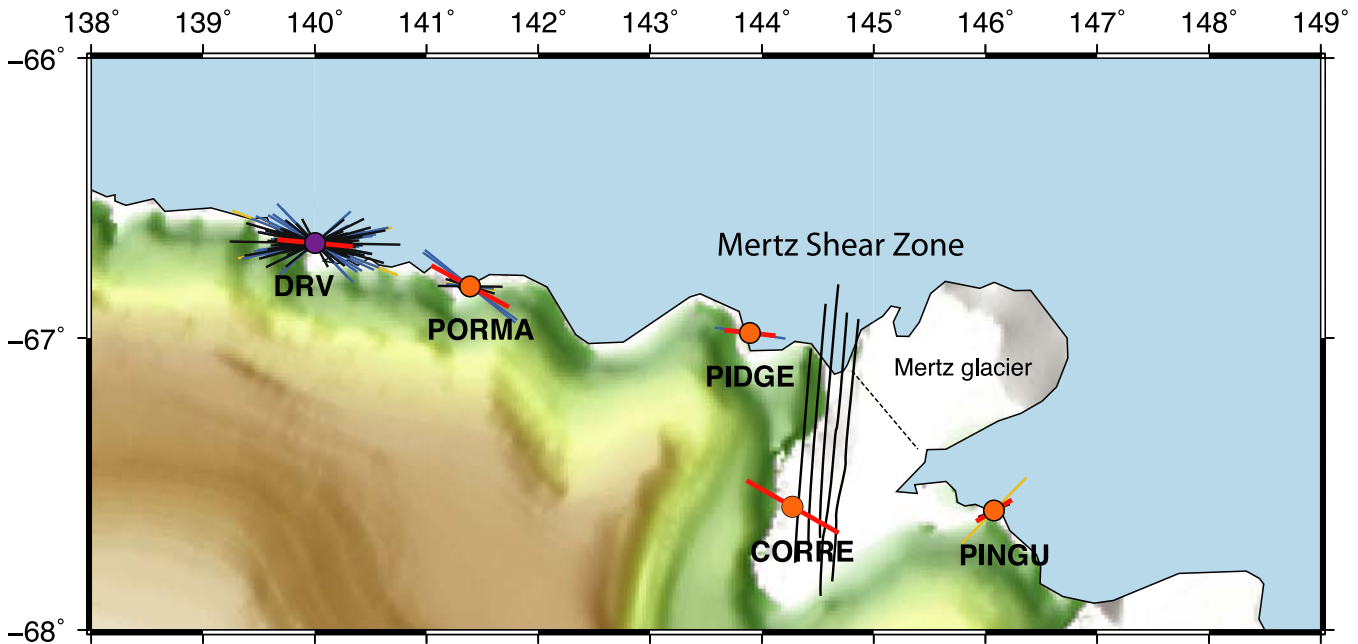 138° 139° 140° 141° 142° 143° 144° 145° 146° 147° 148° 149°
−66°
Mertz Shear Zone
DRV
PORMA
−67°
Mertz glacier
PIDGE
CORRE
PINGU
−68°